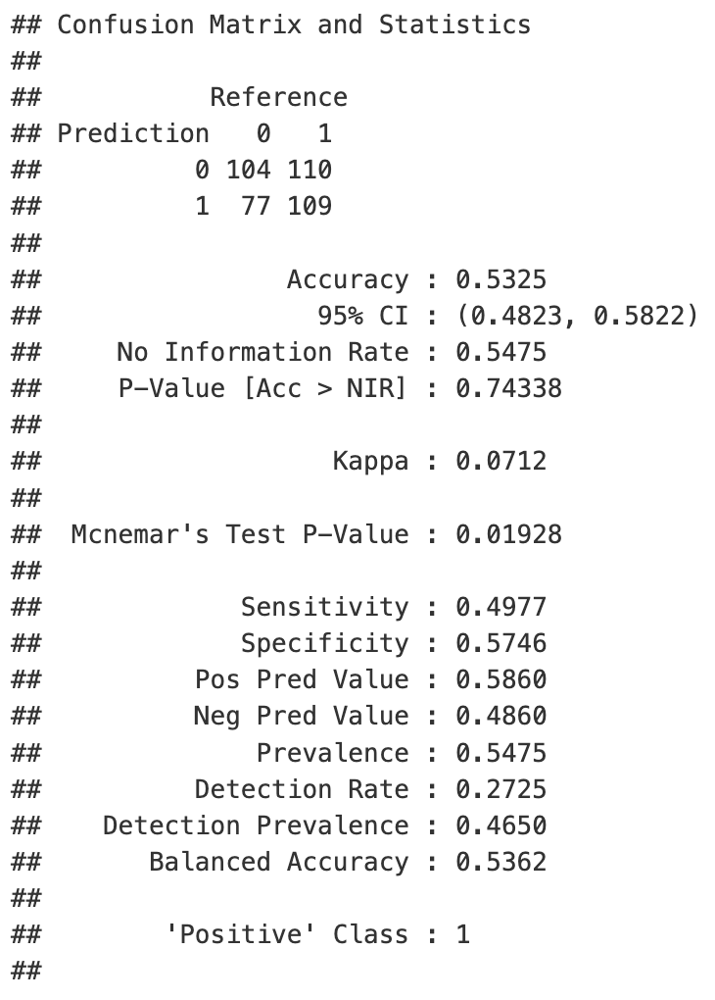 ## Confusion Matrix and Statistics
##
##           Reference
## Prediction   0   1
##          0 104 110
##          1  77 109
##
##                Accuracy : 0.5325
##                  95% CI : (0.4823, 0.5822)
##     No Information Rate : 0.5475
##     P-Value [Acc > NIR] : 0.74338
##
##                   Kappa : 0.0712
##
##  Mcnemar's Test P-Value : 0.01928
##
##             Sensitivity : 0.4977
##             Specificity : 0.5746
##          Pos Pred Value : 0.5860
##          Neg Pred Value : 0.4860
##              Prevalence : 0.5475
##          Detection Rate : 0.2725
##    Detection Prevalence : 0.4650
##       Balanced Accuracy : 0.5362
##
##        'Positive' Class : 1
##